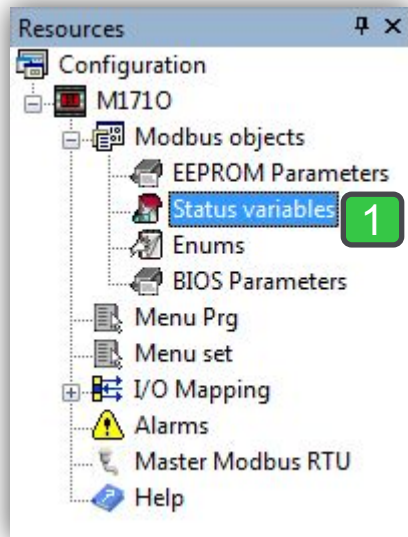 Resources
Configuration
M171O
Modbus objects
EEPROM Parameters
Status variables
1
Enums
BIOS Parameters
Menu Prg
Menu set
I/O Mapping
Alarms
Master Modbus RTU
Help